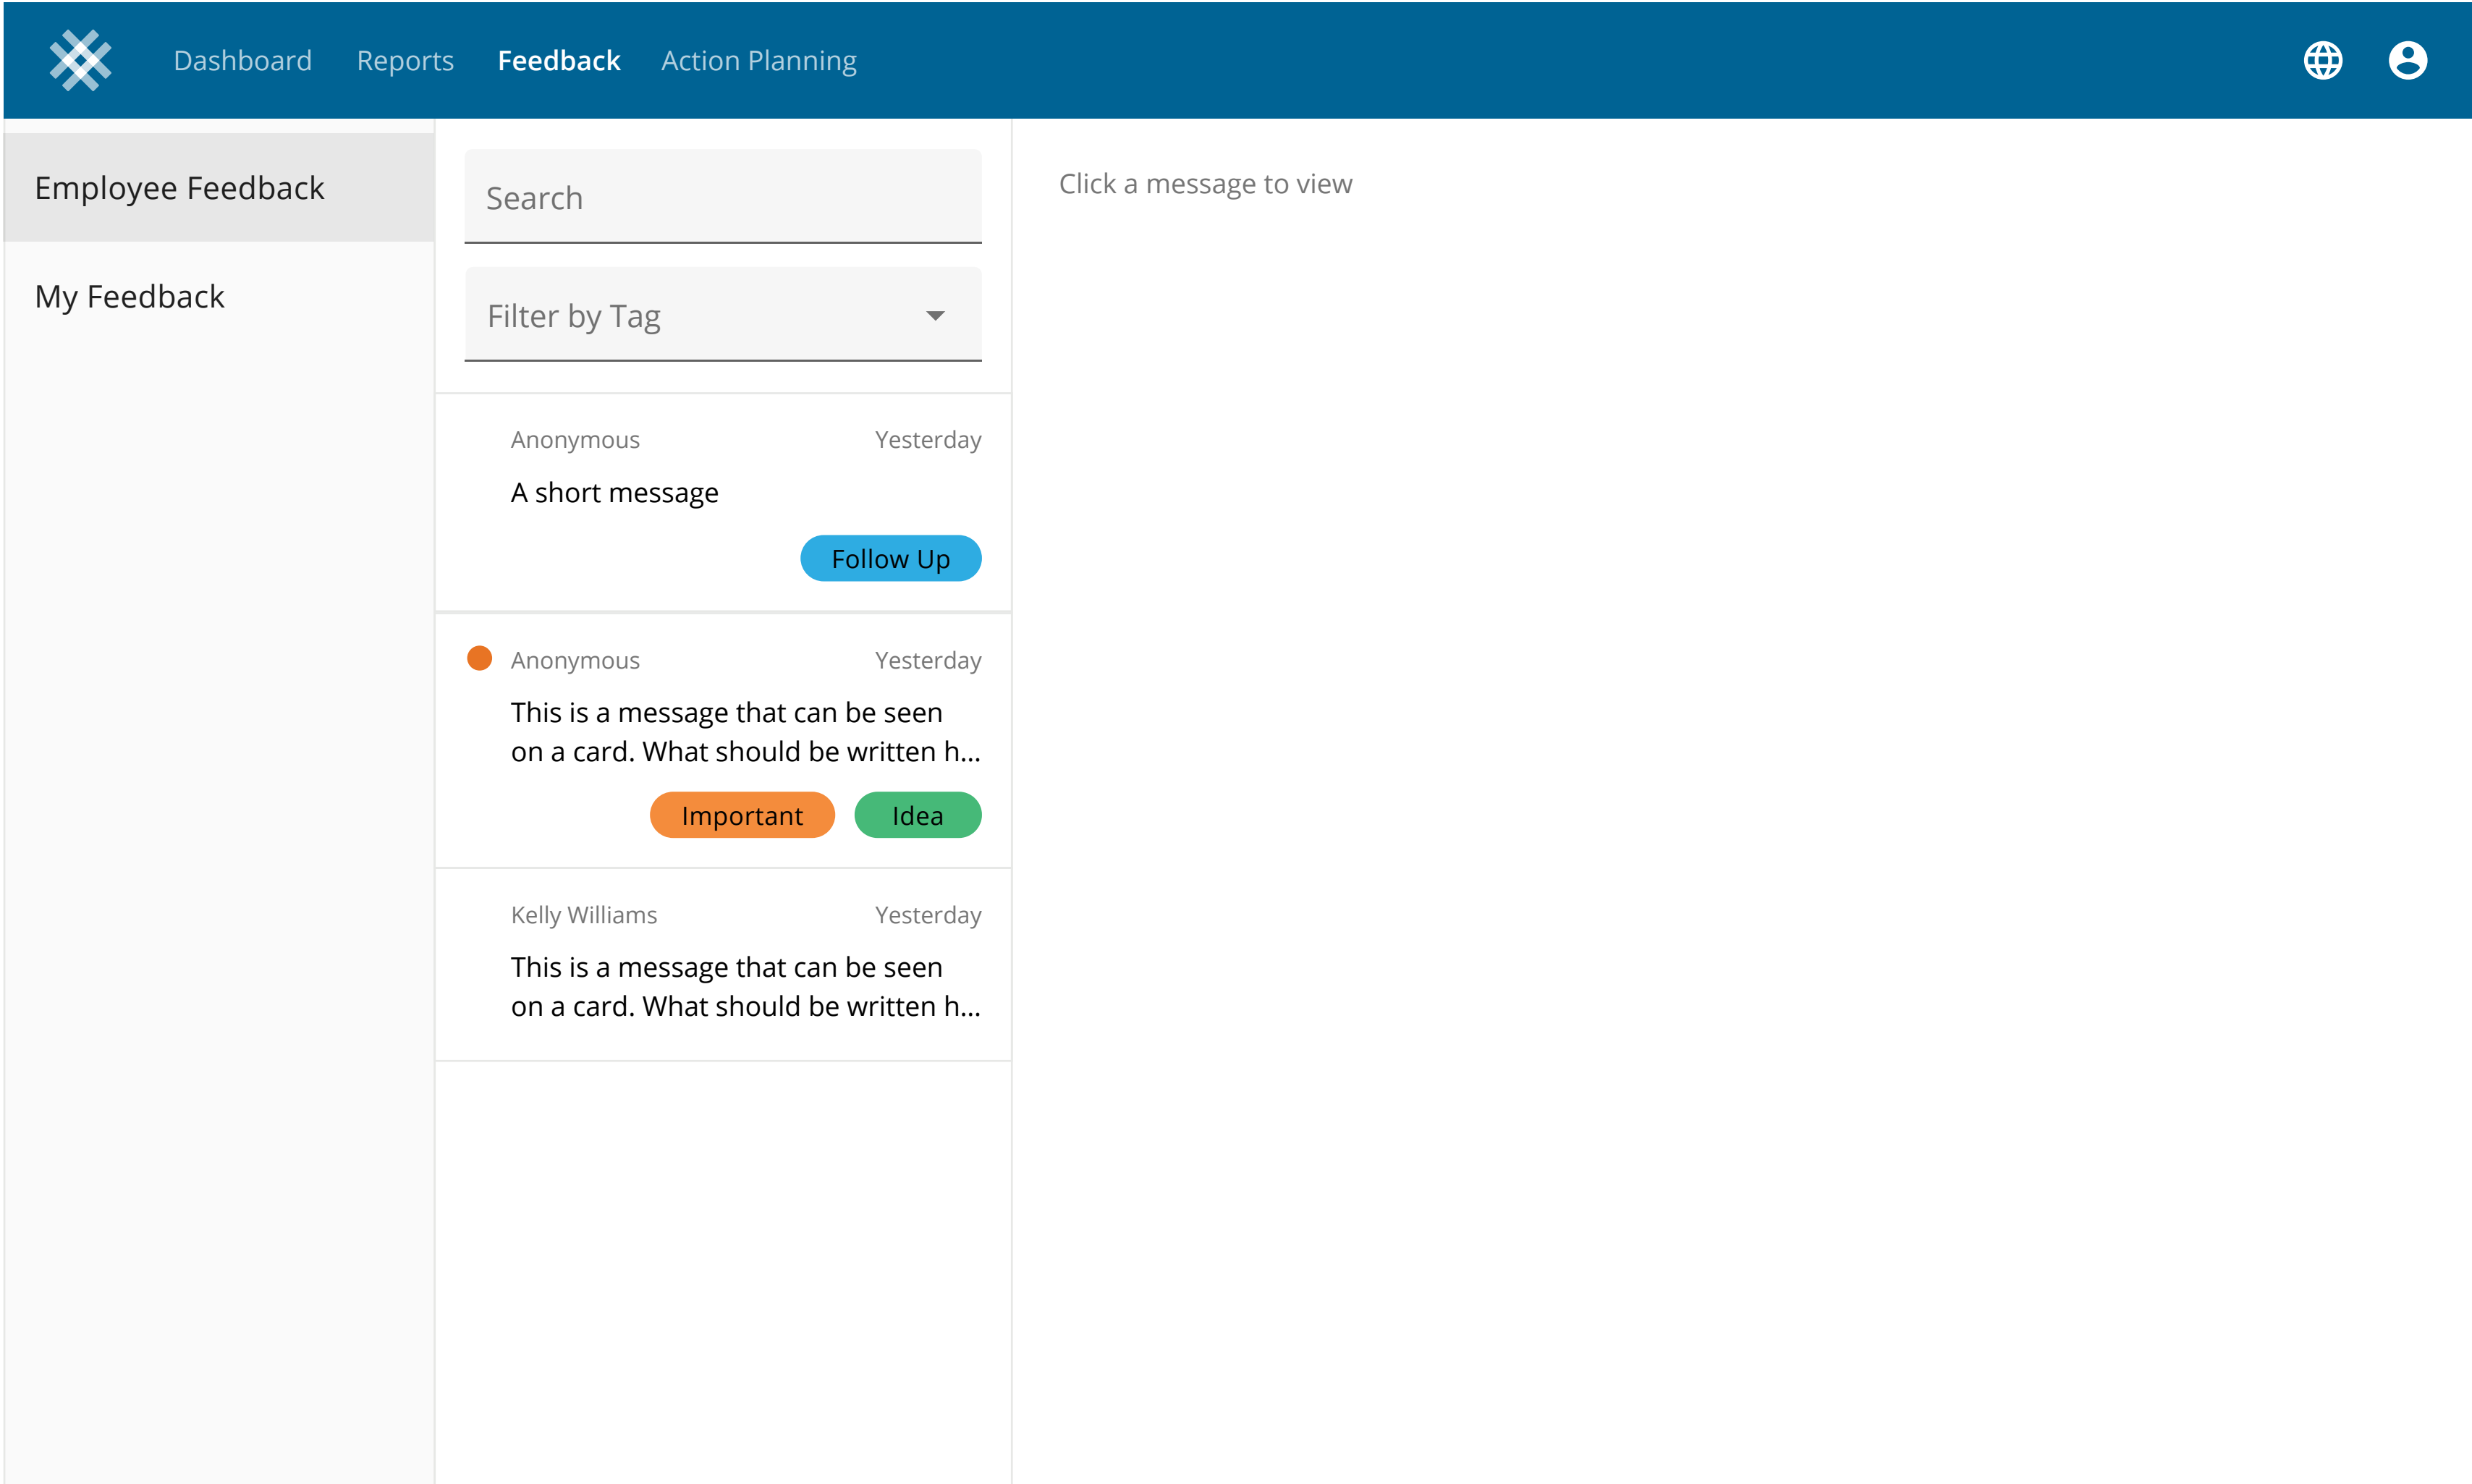 Dashboard Reports Feedback Action Planning
Employee Feedback
My Feedback
Search
Filter by Tag
Anonymous Yesterday
A short message
Follow Up
Anonymous Yesterday
This is a message that can be seen
on a card. What should be written h...
Important Idea
Kelly Williams Yesterday
This is a message that can be seen
on a card. What should be written h...
Click a message to view